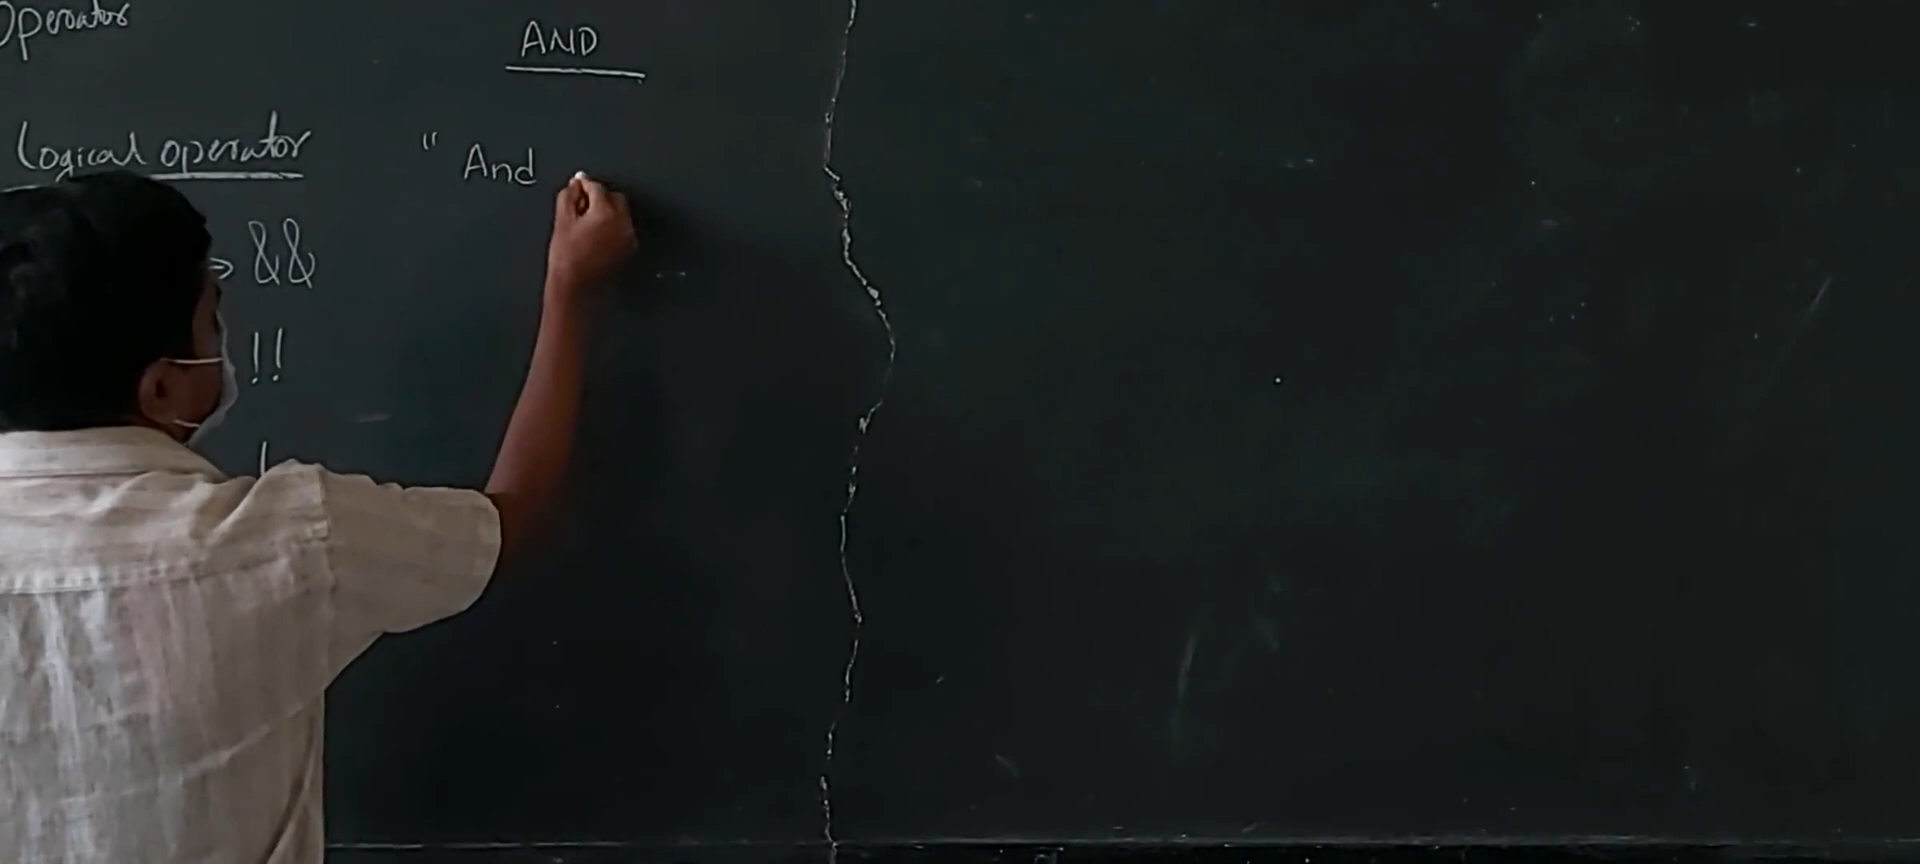 Operator
AND
Logical operator
" And
→ &&
!!
!